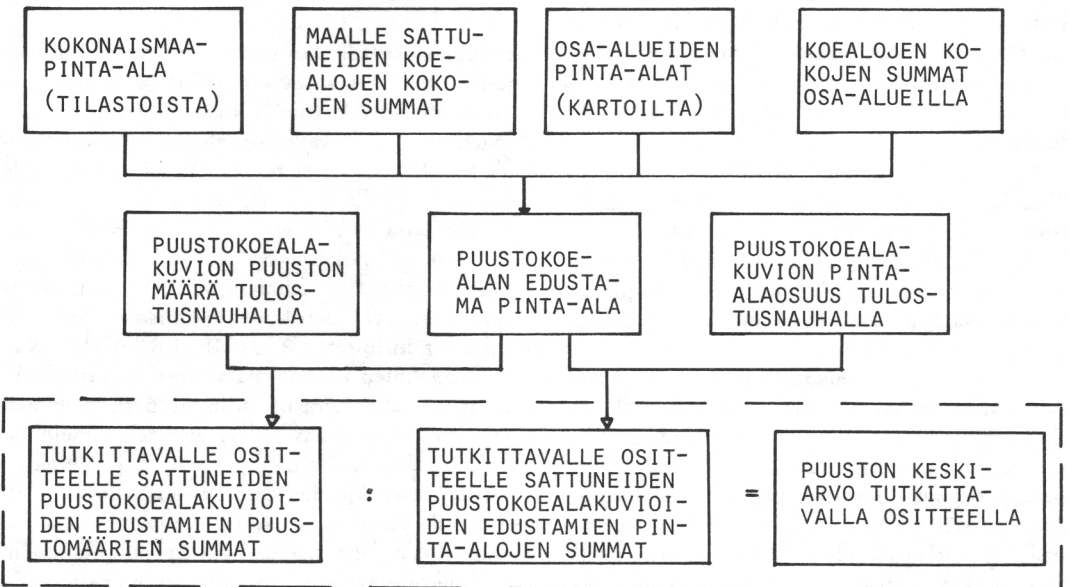 KOKONAISMAA-
PINTA-ALA
(TILASTOISTA)
MAALLE SATTU-
NEIDEN KOE-
ALOJEN KOKO-
JEN SUMMAT
OSA-ALUEIDEN
PINTA-ALAT
(KARTOILTA)
KOEALOJEN KO-
KOJEN SUMMAT
OSA-ALUEILLA
PUUSTOKOEALA-
KUVION PUUSTON
MÄÄRÄ TULOS-
TUSNAUHALLA
PUUSTOKOE-
ALAN EDUSTA-
MA PINTA-ALA
PUUSTOKOEALA-
KUVION PINTA-
ALAOSUUS TULOS-
TUSNAUHALLA
TUTKITTAVALLE OSIT-
TEELLE SATTUNEIDEN
PUUSTOKOEALAKUVIOI-
DEN EDUSTAMIEN PUUS-
TOMÄÄRIEN SUMMAT
:
TUTKITTAVALLE OSIT-
TEELLE SATTUNEIDEN
PUUSTOKOEALAKUVIOI-
DEN EDUSTAMIEN PIN-
TA-ALOJEN SUMMAT
=
PUUSTON KESKI-
ARVO TUTKITTA-
VALLA OSITTEELLA